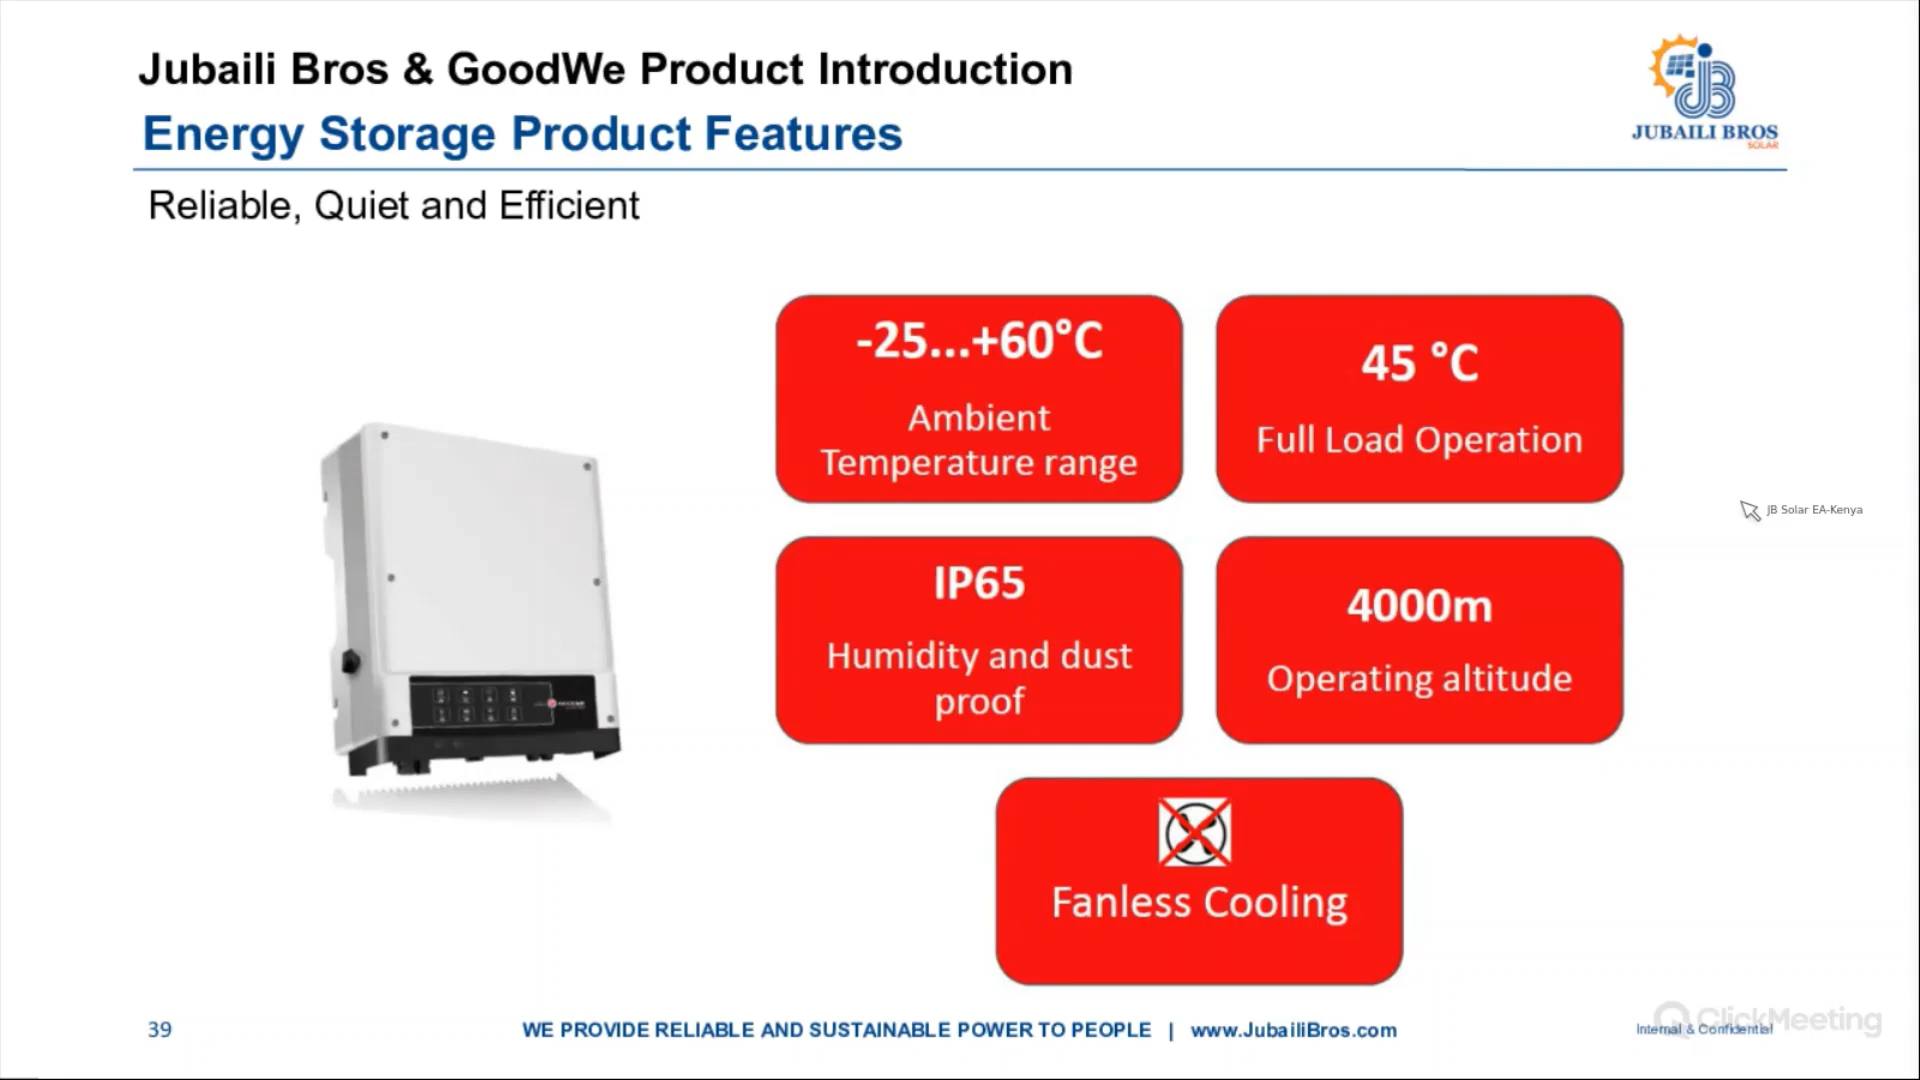 Jubaili Bros & GoodWe Product Introduction
Energy Storage Product Features
JUBAILI BROS
SOLAR
Reliable, Quiet and Efficient
-25...+60°C
Ambient
Temperature range
45 °C
Full Load Operation
JB Solar EA-Kenya
IP65
Humidity and dust
proof
4000m
Operating altitude
Fanless Cooling
39
WE PROVIDE RELIABLE AND SUSTAINABLE POWER TO PEOPLE | www.JubailiBros.com
Internal & Confidential
ClickMeeting